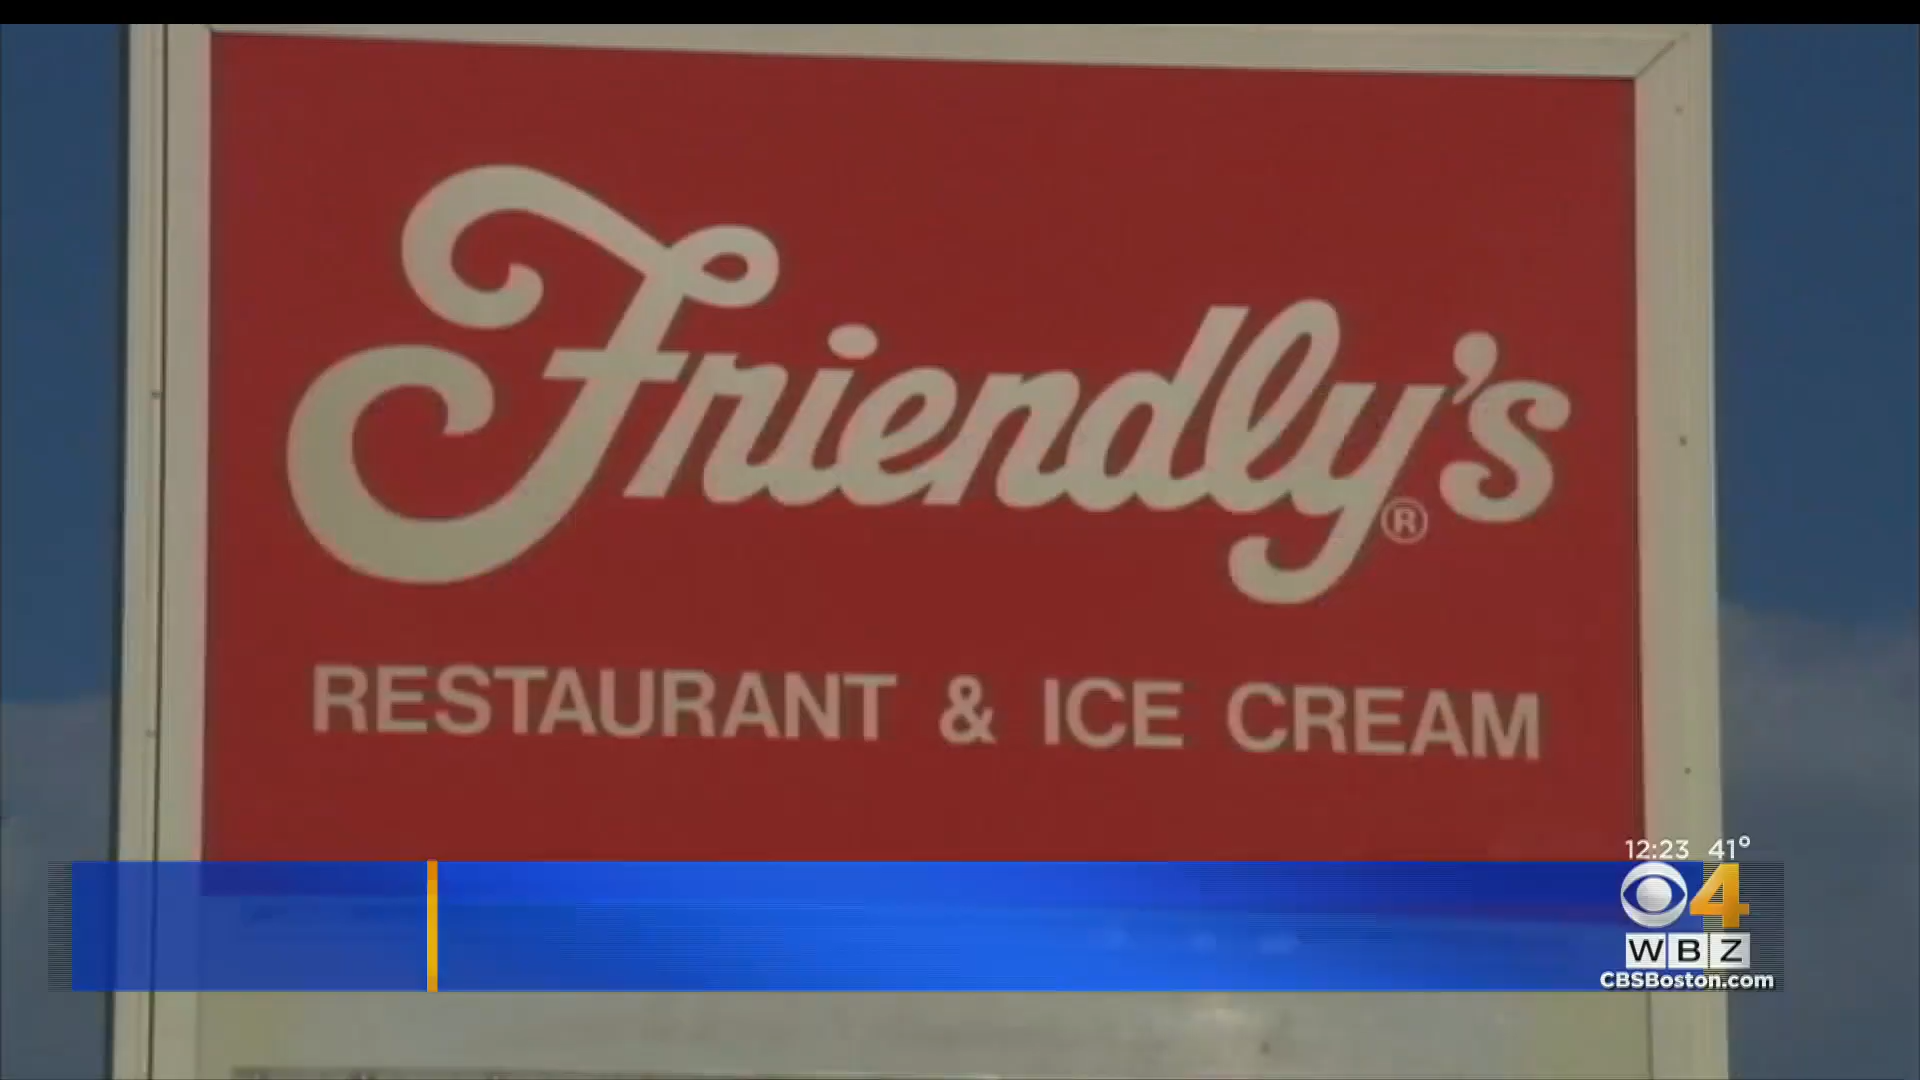 Friendly's®
RESTAURANT & ICE CREAM
12:23 41°
4
WBZ
CBSBoston.com